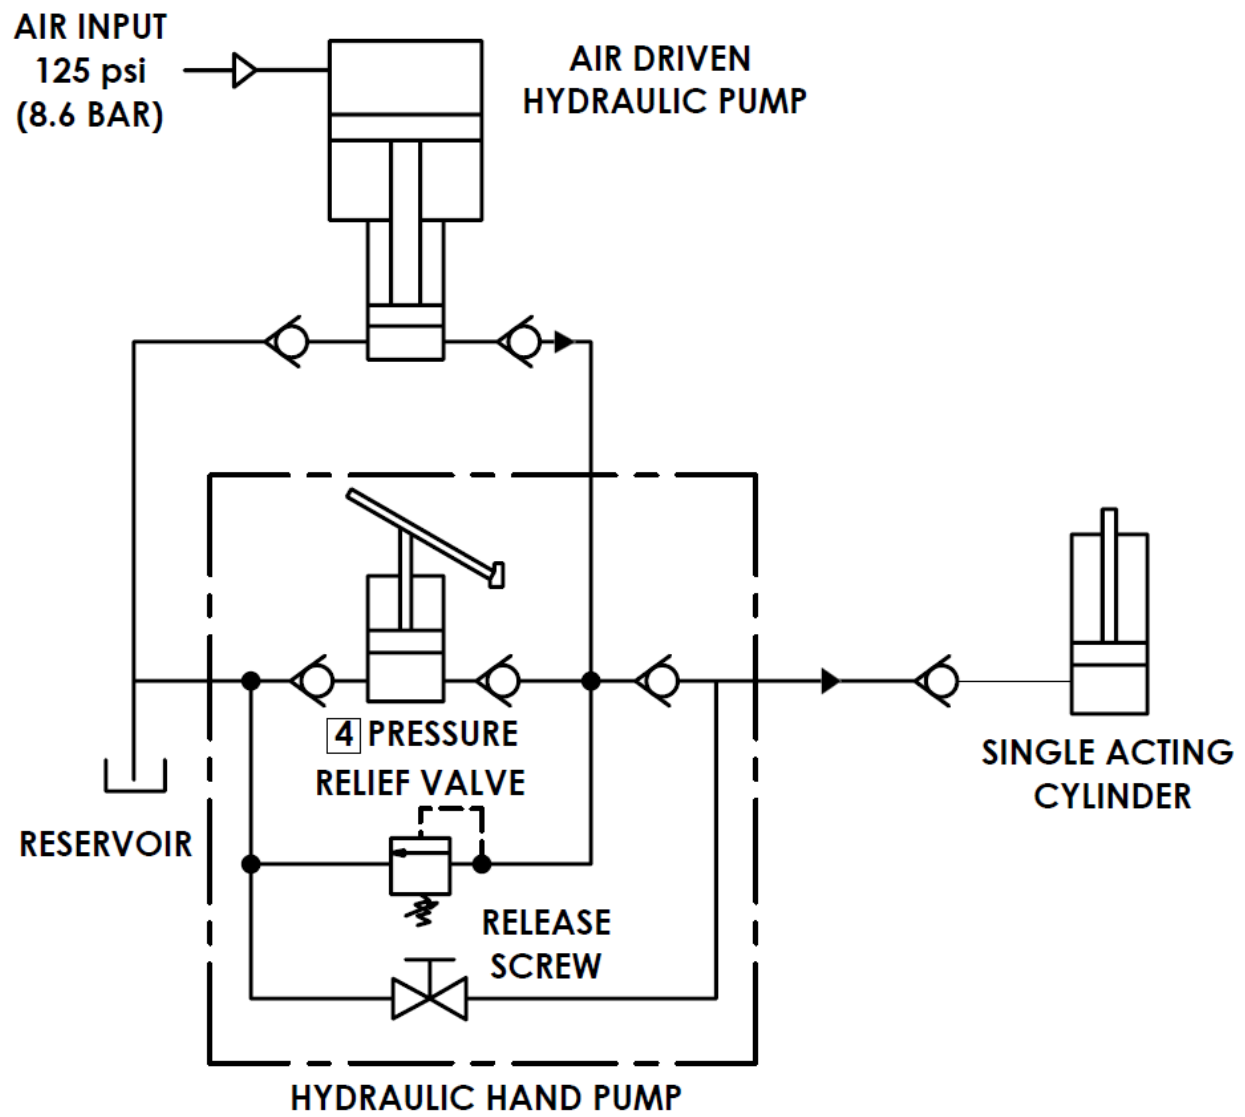 AIR INPUT
125 psi
(8.6 BAR)
AIR DRIVEN
HYDRAULIC PUMP
4 PRESSURE
RELIEF VALVE
SINGLE ACTING
CYLINDER
RESERVOIR
RELEASE
SCREW
HYDRAULIC HAND PUMP